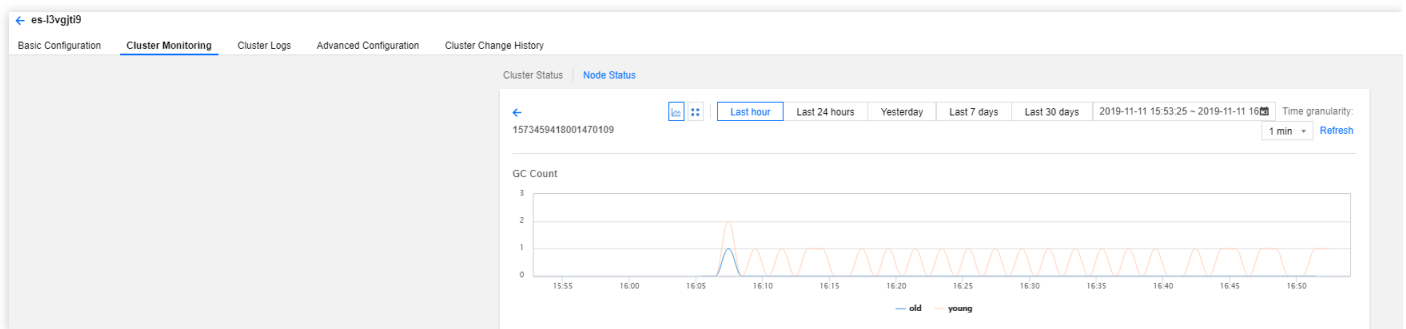 es-l3vgjti9
Basic Configuration Cluster Monitoring Cluster Logs Advanced Configuration Cluster Change History
Cluster Status Node Status
Last hour Last 24 hours Yesterday Last 7 days Last 30 days 2019-11-11 15:53:25 ~ 2019-11-11 16 Time granularity:
1573459418001470109
1 min Refresh
GC Count
3
2
1
0
15:55 16:00 16:05 16:10 16:15 16:20 16:25 16:30 16:35 16:40 16:45 16:50
old young